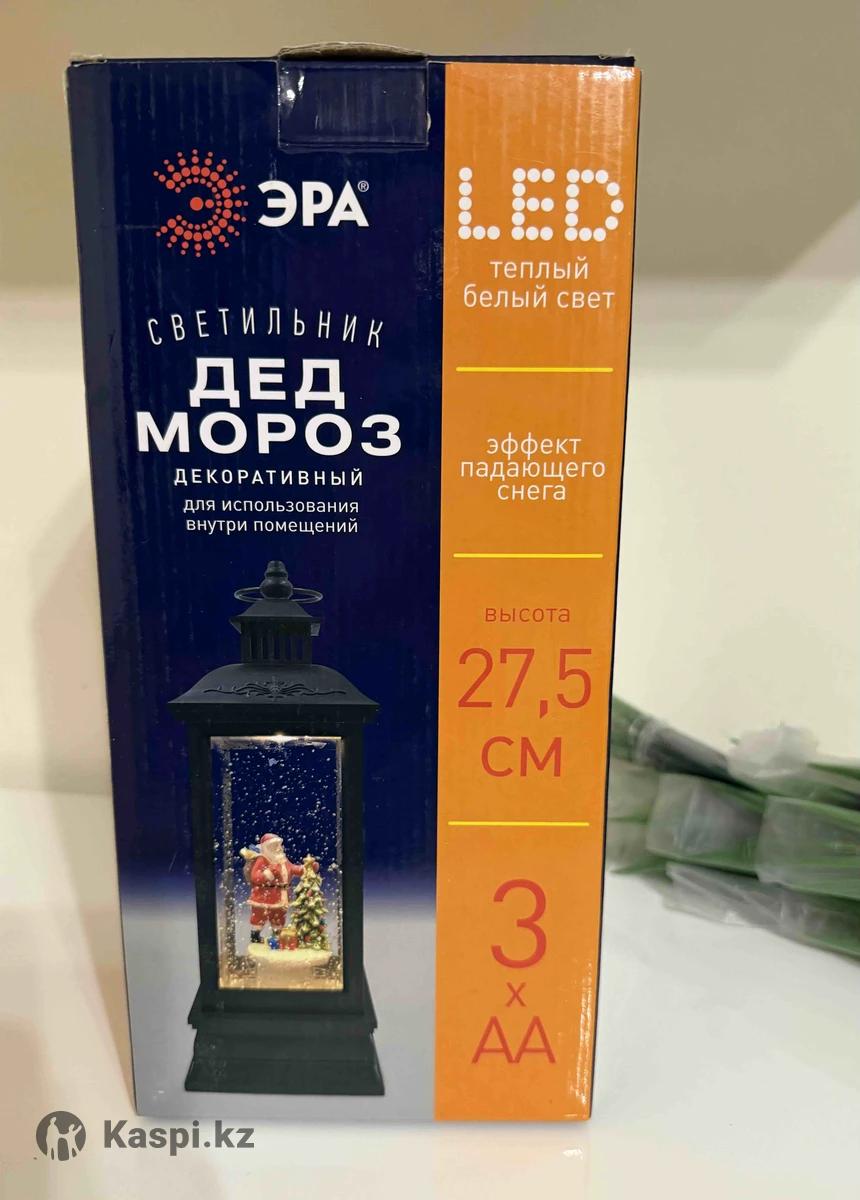 ЭРА®
СВЕТИЛЬНИК
ДЕД
МОРОЗ
ДЕКОРАТИВНЫЙ
для использования
внутри помещений
LED
теплый
белый свет
эффект
падающего
снега
высота
27,5
см
3
x
AA
Kaspi.kz